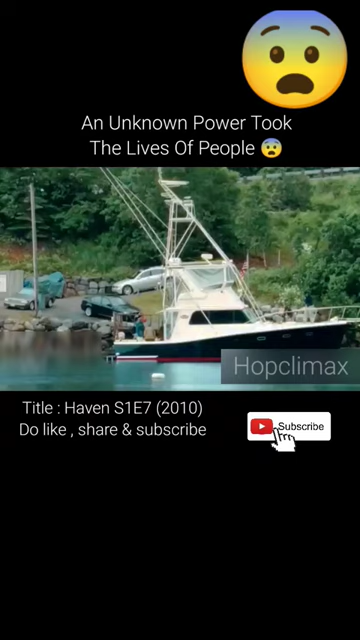 An Unknown Power Took
The Lives Of People 😨
Hopclimax
Title : Haven S1E7 (2010)
Do like , share & subscribe
Subscribe